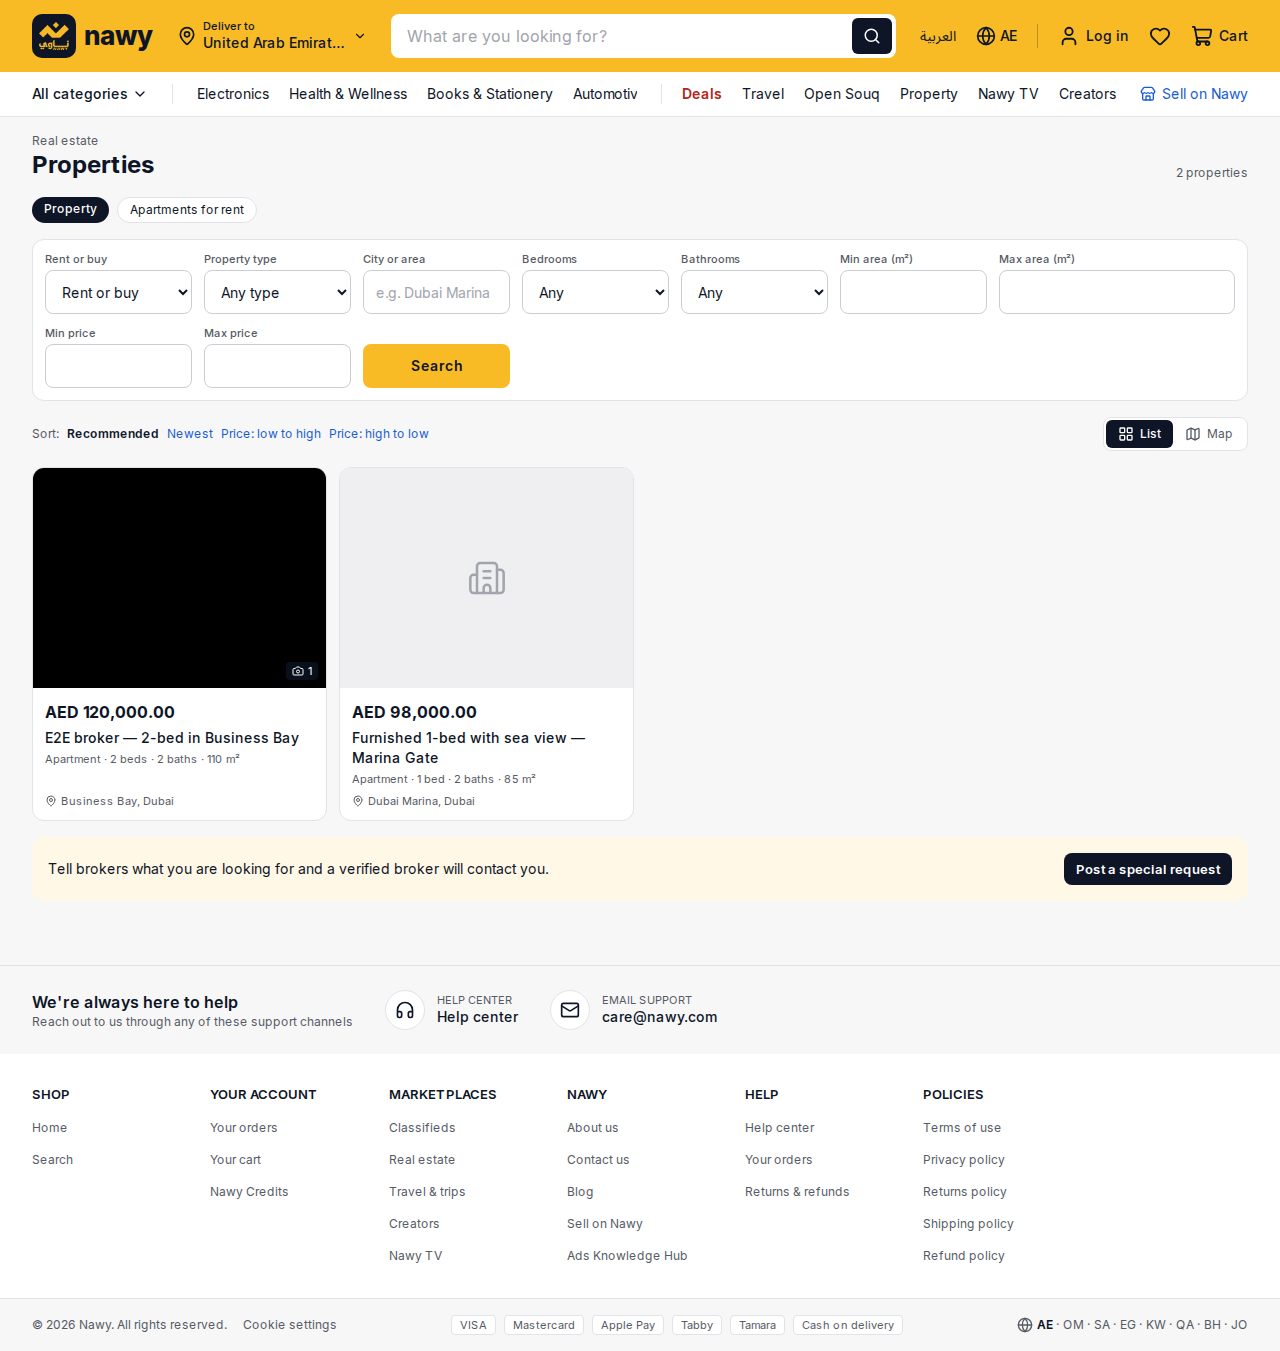 نــاوي
NAWY
nawy
Deliver to
United Arab Emirat...
What are you looking for?
العربية
AE
Log in
Cart
All categories
Electronics
Health & Wellness
Books & Stationery
Automotiv
Deals
Travel
Open Souq
Property
Nawy TV
Creators
Sell on Nawy
Real estate
Properties
2 properties
Property
Apartments for rent
Rent or buy
Property type
City or area
Bedrooms
Bathrooms
Min area (m²)
Max area (m²)
Rent or buy
Any type
e.g. Dubai Marina
Any
Any
Min price
Max price
Search
Sort:
Recommended
Newest
Price: low to high
Price: high to low
List
Map
1
AED 120,000.00
E2E broker — 2-bed in Business Bay
Apartment · 2 beds · 2 baths · 110 m²
Business Bay, Dubai
AED 98,000.00
Furnished 1-bed with sea view —
Marina Gate
Apartment · 1 bed · 2 baths · 85 m²
Dubai Marina, Dubai
Tell brokers what you are looking for and a verified broker will contact you.
Post a special request
We're always here to help
Reach out to us through any of these support channels
HELP CENTER
Help center
EMAIL SUPPORT
care@nawy.com
SHOP
Home
Search
YOUR ACCOUNT
Your orders
Your cart
Nawy Credits
MARKETPLACES
Classifieds
Real estate
Travel & trips
Creators
Nawy TV
NAWY
About us
Contact us
Blog
Sell on Nawy
Ads Knowledge Hub
HELP
Help center
Your orders
Returns & refunds
POLICIES
Terms of use
Privacy policy
Returns policy
Shipping policy
Refund policy
© 2026 Nawy. All rights reserved.
Cookie settings
VISA
Mastercard
Apple Pay
Tabby
Tamara
Cash on delivery
AE · OM · SA · EG · KW · QA · BH · JO